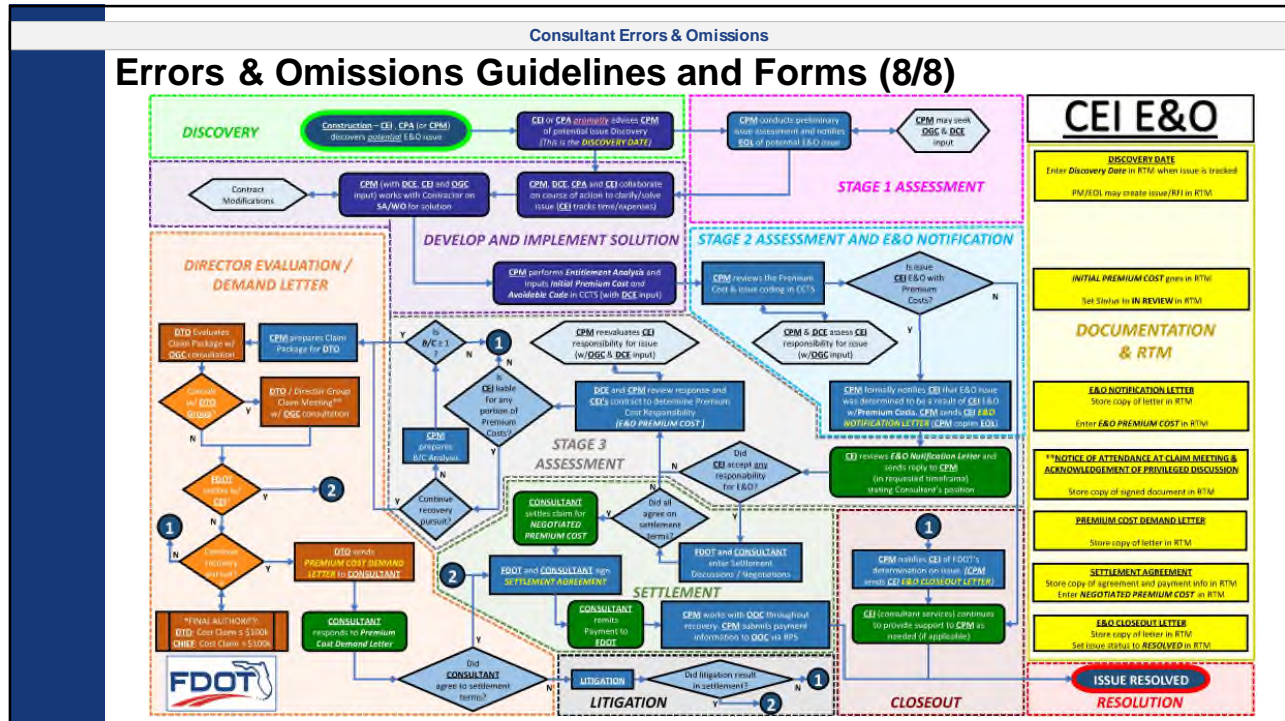 Consultant Errors & Omissions
Errors & Omissions Guidelines and Forms (8/8)
DISCOVERY
Construction – CEI, CPA (or CPM)
discovers potential E&O issue
CEI or CPA promptly advises CPM
of potential Issue Discovery
(This is the DISCOVERY DATE)
CPM conducts preliminary
issue assessment and notifies
EOL of potential E&O issue
CPM may seek
OGC & DCE
input
STAGE 1 ASSESSMENT
Contract
Modifications
CPM (with DCE, CEI and OGC
input) works with Contractor on
SA/WO for solution
CPM, DCE, CPA and CEI collaborate
on course of action to clarify/solve
issue (CEI tracks time/expenses)
DEVELOP AND IMPLEMENT SOLUTION
CPM performs Entitlement Analysis and
inputs Initial Premium Cost and
Avoidable Code in CCTS (with DCE input)
STAGE 2 ASSESSMENT AND E&O NOTIFICATION
CPM reviews the Premium
Cost & issue coding in CCTS
Is issue
CEI E&O with
Premium
Costs?
N
Y
CPM & DCE assess CEI
responsibility for issue
(w/OGC input)
CPM formally notifies CEI that E&O issue
was determined to be a result of CEI E&O
w/Premium Costs. CPM sends CEI E&O
NOTIFICATION LETTER (CPM copies EOL)
DIRECTOR EVALUATION /
DEMAND LETTER
DTO Evaluates
Claim Package w/
OGC consultation
CPM prepares Claim
Package for DTO
Consult
w/ DTO
Group?
Y
N
DTO / Director Group
Claim Meeting**
w/ OGC consultation
FDOT
Y
2
N
1
N
Continue
recovery
pursuit?
Y
DTO sends
PREMIUM COST DEMAND
LETTER to CONSULTANT
*FINAL AUTHORITY:
CONSULTANT
responds to Premium
Cost Demand Letter
Did
CONSULTANT
agree to settlement
terms?
Y
N
FDOT
STAGE 3
ASSESSMENT
Is
B/C ≥ 1
?
Y
N
1
N
Is
CEI liable
for any
portion of
Premium
Costs?
Y
CPM
prepares
B/C Analysis
Y
Continue
recovery
pursuit?
N
CPM reevaluates CEI
responsibility for issue
(w/OGC & DCE input)
DCE and CPM review response and
CEI's contract to determine Premium
Cost Responsibility
(E&O PREMIUM COST)
Did
CEI accept any
responsibility
for E&O?
N
Y
CEI reviews E&O Notification Letter and
sends reply to CPM
(in requested timeframe)
stating Consultant's position
SETTLEMENT
CONSULTANT
settles claim for
NEGOTIATED
PREMIUM COST
Did all
agree on
settlement
terms?
Y
N
FDOT and CONSULTANT
enter Settlement
Discussions / Negotiations
2
FDOT and CONSULTANT sign
SETTLEMENT AGREEMENT
CONSULTANT
remits
Payment to
FDOT
CPM works with OOC throughout
recovery. CPM submits payment
information to OOC via
LITIGATION
Did litigation result
in settlement?
N
1
Y
2
LITIGATION
1
CPM notifies CEI of FDOT's
determination on issue. (CPM
sends CEI E&O CLOSEOUT LETTER)
CEI (consultant services) continues
to provide support to CPM as
needed (if applicable)
CLOSEOUT
CEI E&O
DISCOVERY DATE
Enter Discovery Date in RTM when issue is tracked
PM/EOL may create issue/RFI in RTM
INITIAL PREMIUM COST goes in RTM
Set Status to IN REVIEW in RTM
DOCUMENTATION
& RTM
E&O NOTIFICATION LETTER
Store copy of letter in RTM
Enter E&O PREMIUM COST in RTM
**NOTICE OF ATTENDANCE AT CLAIM MEETING &
ACKNOWLEDGEMENT OF PRIVILEGED DISCUSSION
Store copy of signed document in RTM
PREMIUM COST DEMAND LETTER
Store copy of letter in RTM
SETTLEMENT AGREEMENT
Store copy of agreement and payment info in RTM
Enter NEGOTIATED PREMIUM COST in RTM
E&O CLOSEOUT LETTER
Store copy of letter in RTM
Set issue status to RESOLVED in RTM
ISSUE RESOLVED
RESOLUTION